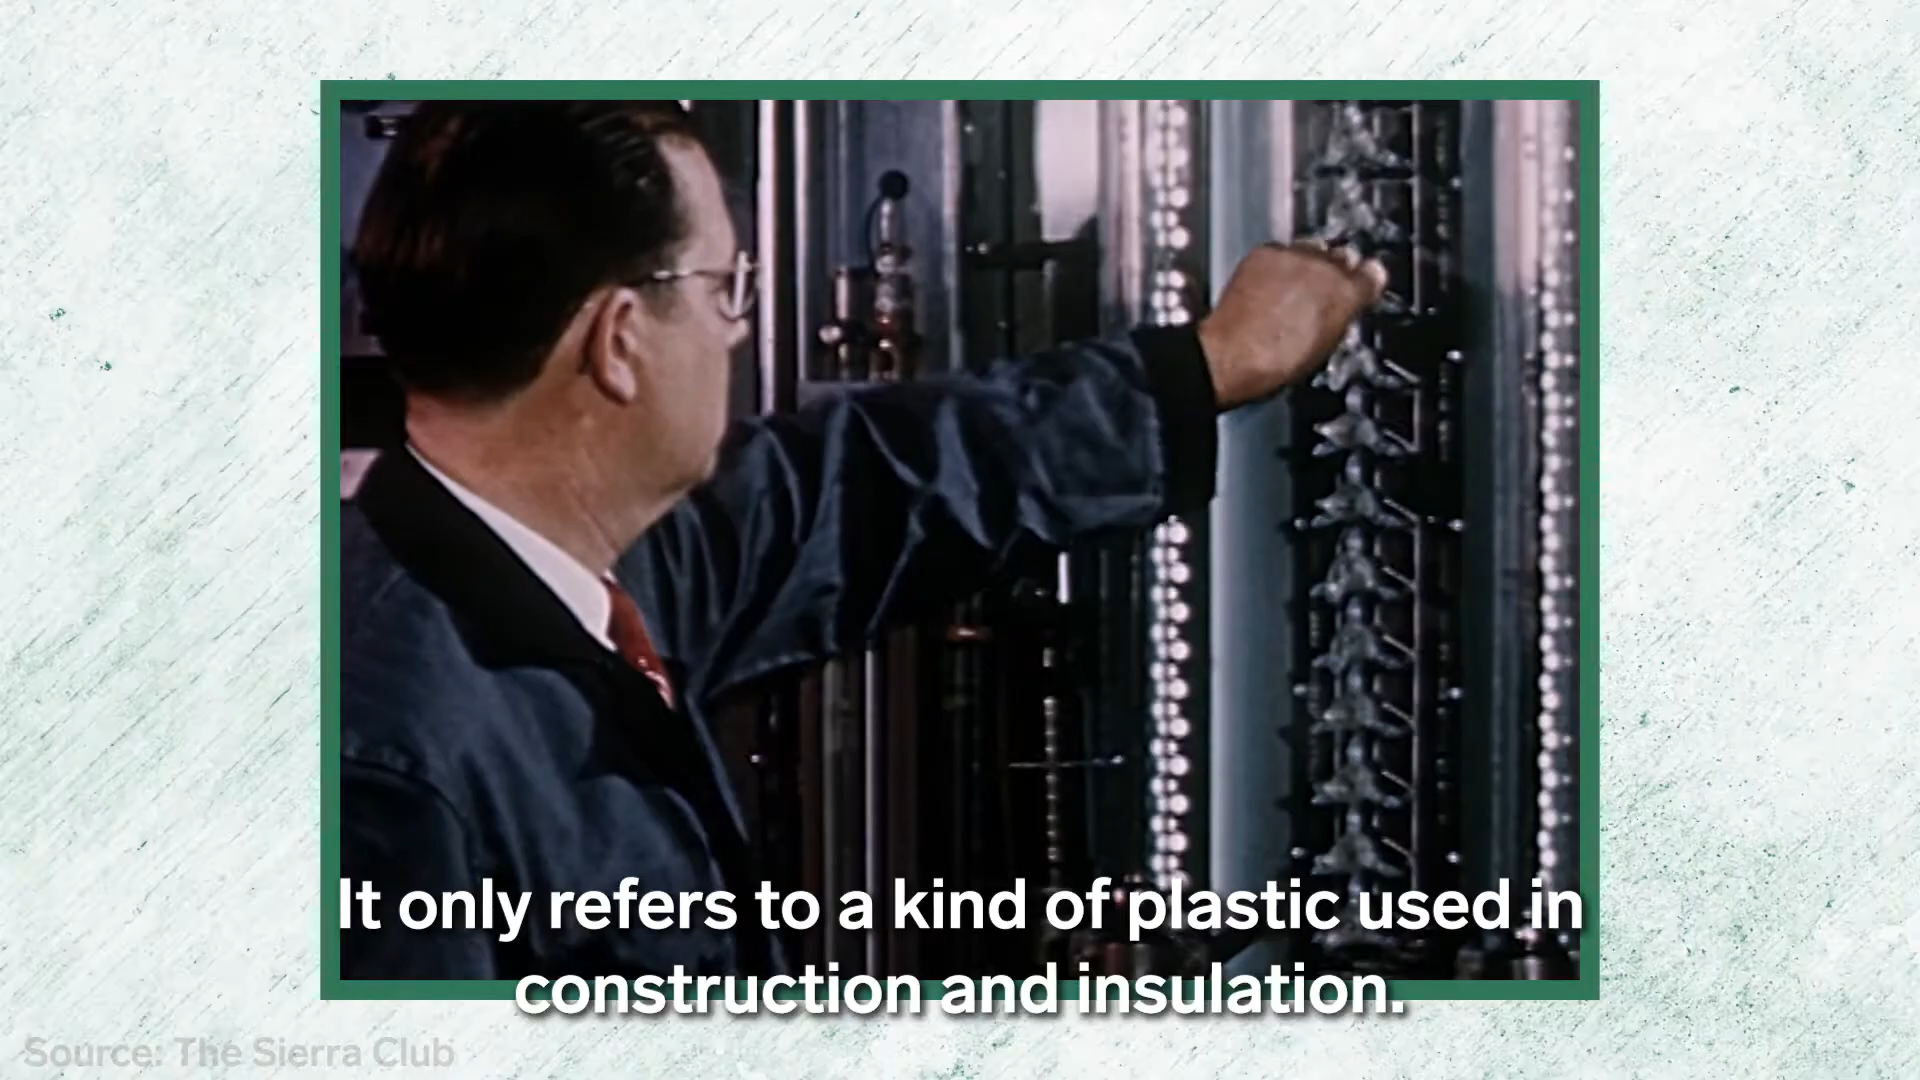 It only refers to a kind of plastic used in
construction and insulation.
Source: The Sierra Club